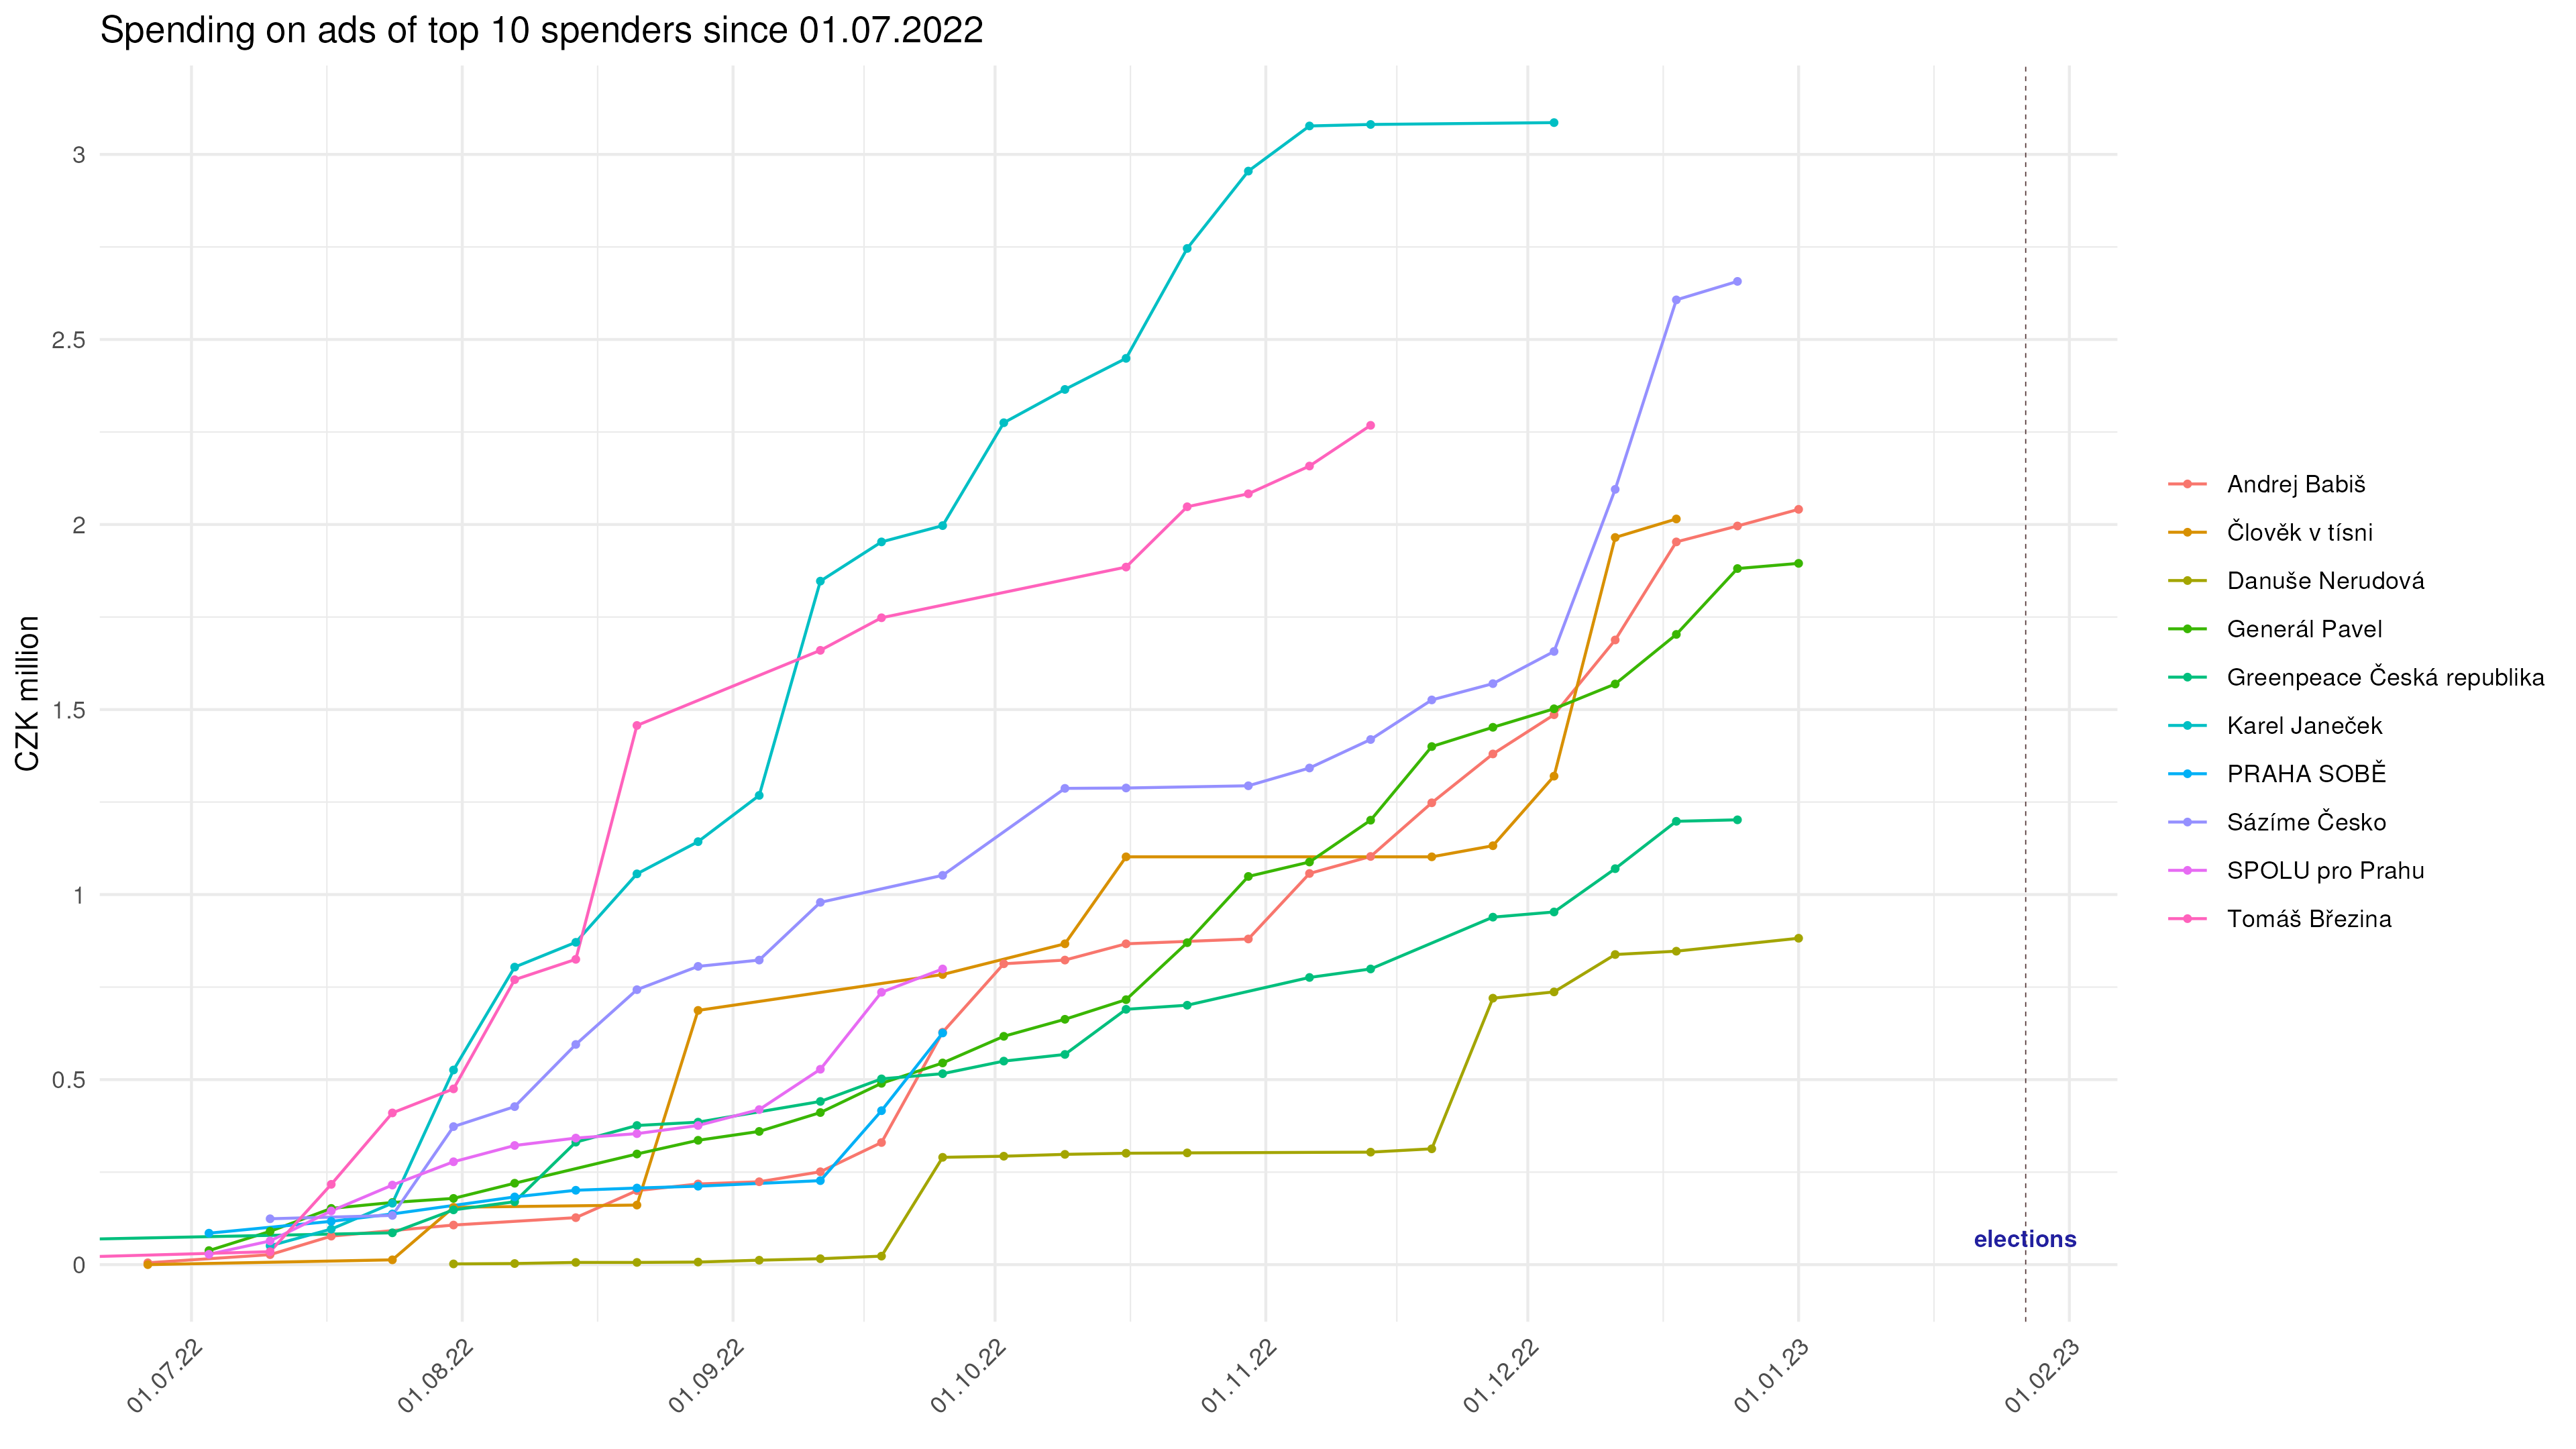 Spending on ads of top 10 spenders since 01.07.2022
CZK million
3
2.5
2
1.5
1
0.5
0
elections
01.07.22
01.08.22
01.09.22
01.10.22
01.11.22
01.12.22
01.01.23
01.02.23
Andrej Babiš
Člověk v tísni
Danuše Nerudová
Generál Pavel
Greenpeace Česká republika
Karel Janeček
PRAHA SOBĚ
Sázíme Česko
SPOLU pro Prahu
Tomáš Březina